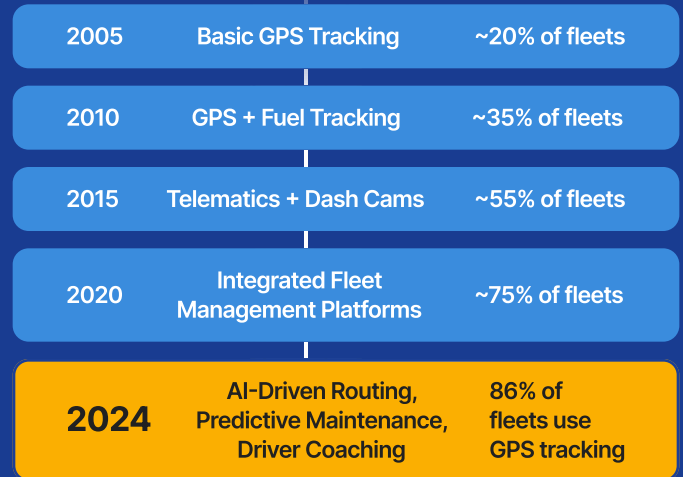 2005 Basic GPS Tracking ~20% of fleets
2010 GPS + Fuel Tracking ~35% of fleets
2015 Telematics + Dash Cams ~55% of fleets
2020 Integrated Fleet
Management Platforms ~75% of fleets
2024 AI-Driven Routing,
Predictive Maintenance,
Driver Coaching
86% of
fleets use
GPS tracking